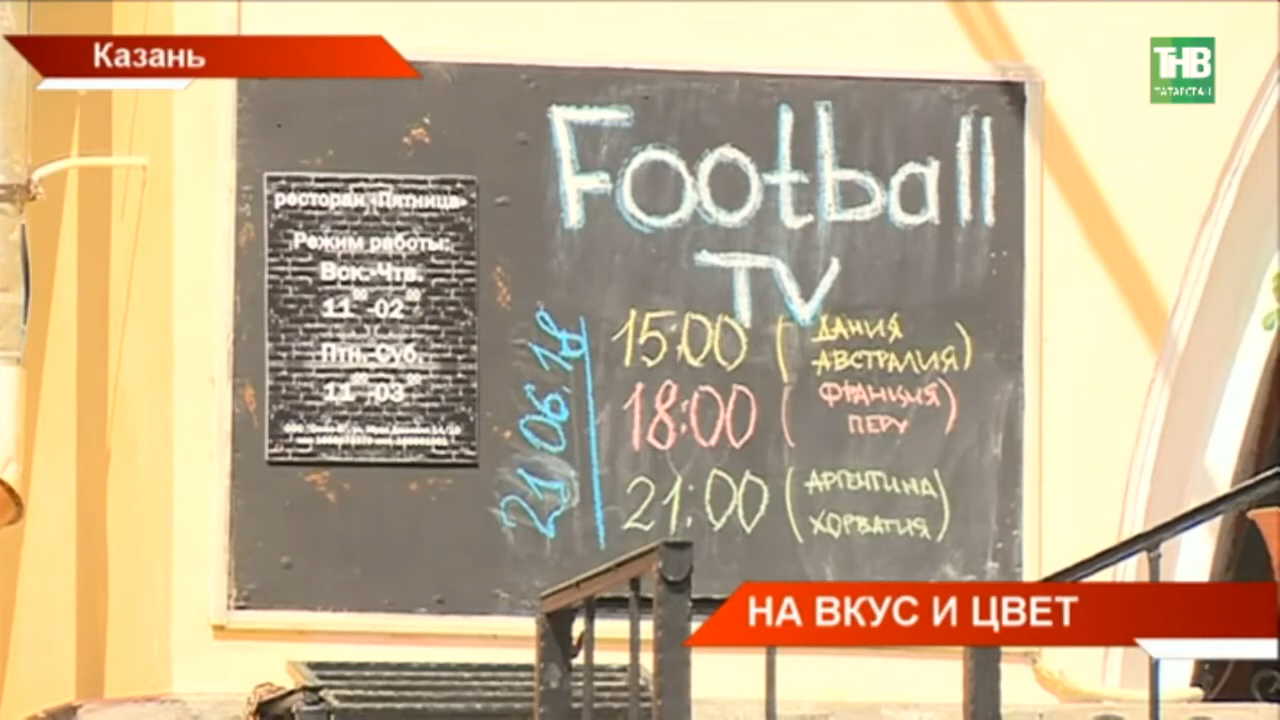 Казань
ТНВ
ТАТАРСТАН
ресторан «Пятница»
Режим работы:
Вск.-Чтв.
11⁰⁰-02⁰⁰
Птн.-Суб.
11⁰⁰-03⁰⁰
Football
TV
21.06.18
15:00 (ДАНИЯ
АВСТРАЛИЯ)
18:00 (ФРАНЦИЯ)
ПЕРУ
21:00 (АРГЕНТИНА
ХОРВАТИЯ)
НА ВКУС И ЦВЕТ